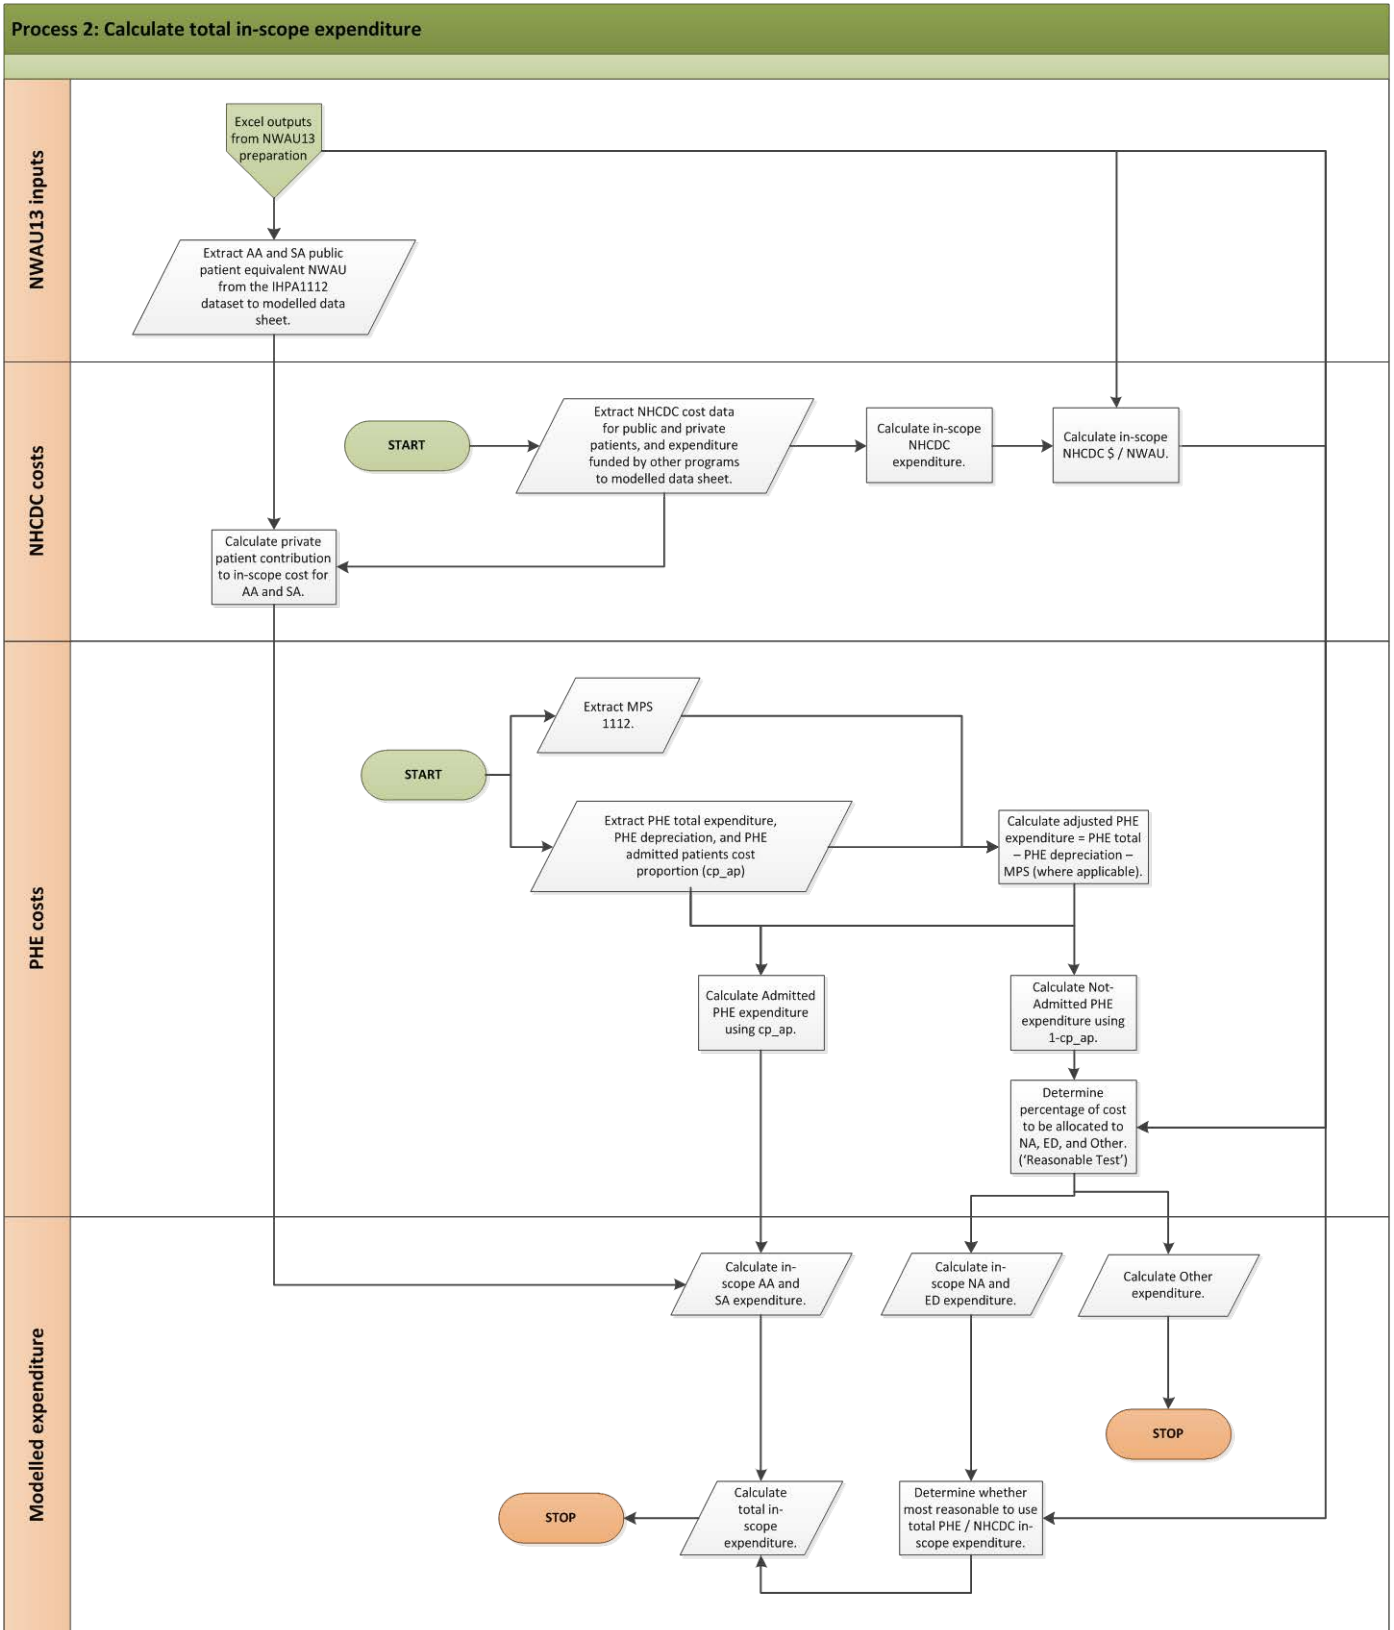 Process 2: Calculate total in-scope expenditure
NWAU13 inputs
Excel outputs
from NWAU13
preparation
Extract AA and SA public
patient equivalent NWAU
from the IHPA1112
dataset to modelled data
sheet.
NHCDC costs
START
Extract NHCDC cost data
for public and private
patients, and expenditure
funded by other programs
to modelled data sheet.
Calculate in-scope
NHCDC
expenditure.
Calculate in-scope
NHCDC $ / NWAU.
Calculate private
patient contribution
to in-scope cost for
AA and SA.
PHE costs
Extract MPS
1112.
START
Extract PHE total expenditure,
PHE depreciation, and PHE
admitted patients cost
proportion (cp_ap)
Calculate adjusted PHE
expenditure = PHE total
– PHE depreciation –
MPS (where applicable).
Calculate Admitted
PHE expenditure
using cp_ap.
Calculate Not-
Admitted PHE
expenditure using
1-cp_ap.
Determine
percentage of cost
to be allocated to
NA, ED, and Other.
(‘Reasonable Test’)
Modelled expenditure
Calculate in-
scope AA and
SA expenditure.
Calculate in-
scope NA and
ED expenditure.
Calculate Other
expenditure.
STOP
STOP
Calculate
total in-
scope
expenditure.
Determine whether
most reasonable to use
total PHE / NHCDC in-
scope expenditure.